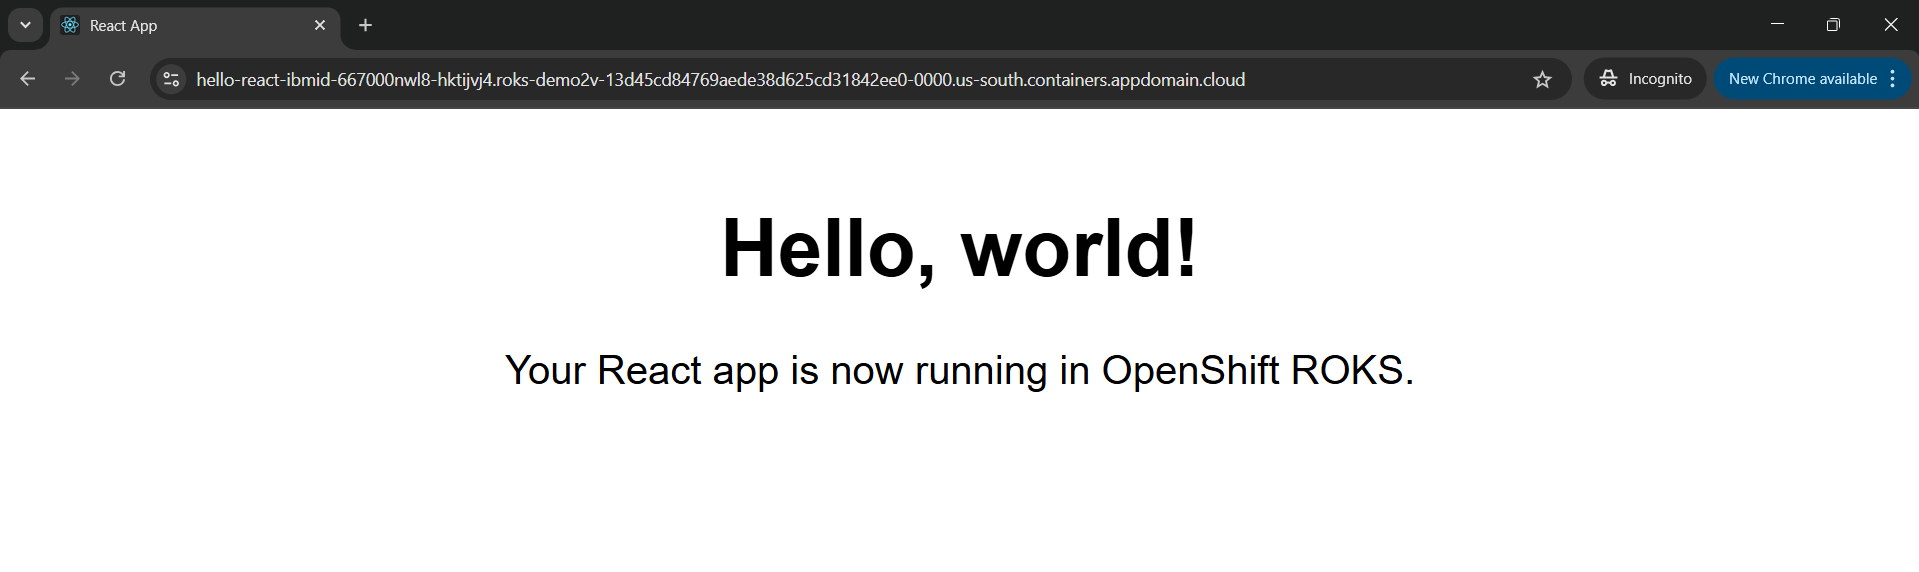 React App
hello-react-ibmid-667000nwl8-hktijvj4.roks-demo2v-13d45cd84769aede38d625cd31842ee0-0000.us-south.containers.appdomain.cloud
Incognito
New Chrome available
Hello, world!
Your React app is now running in OpenShift ROKS.